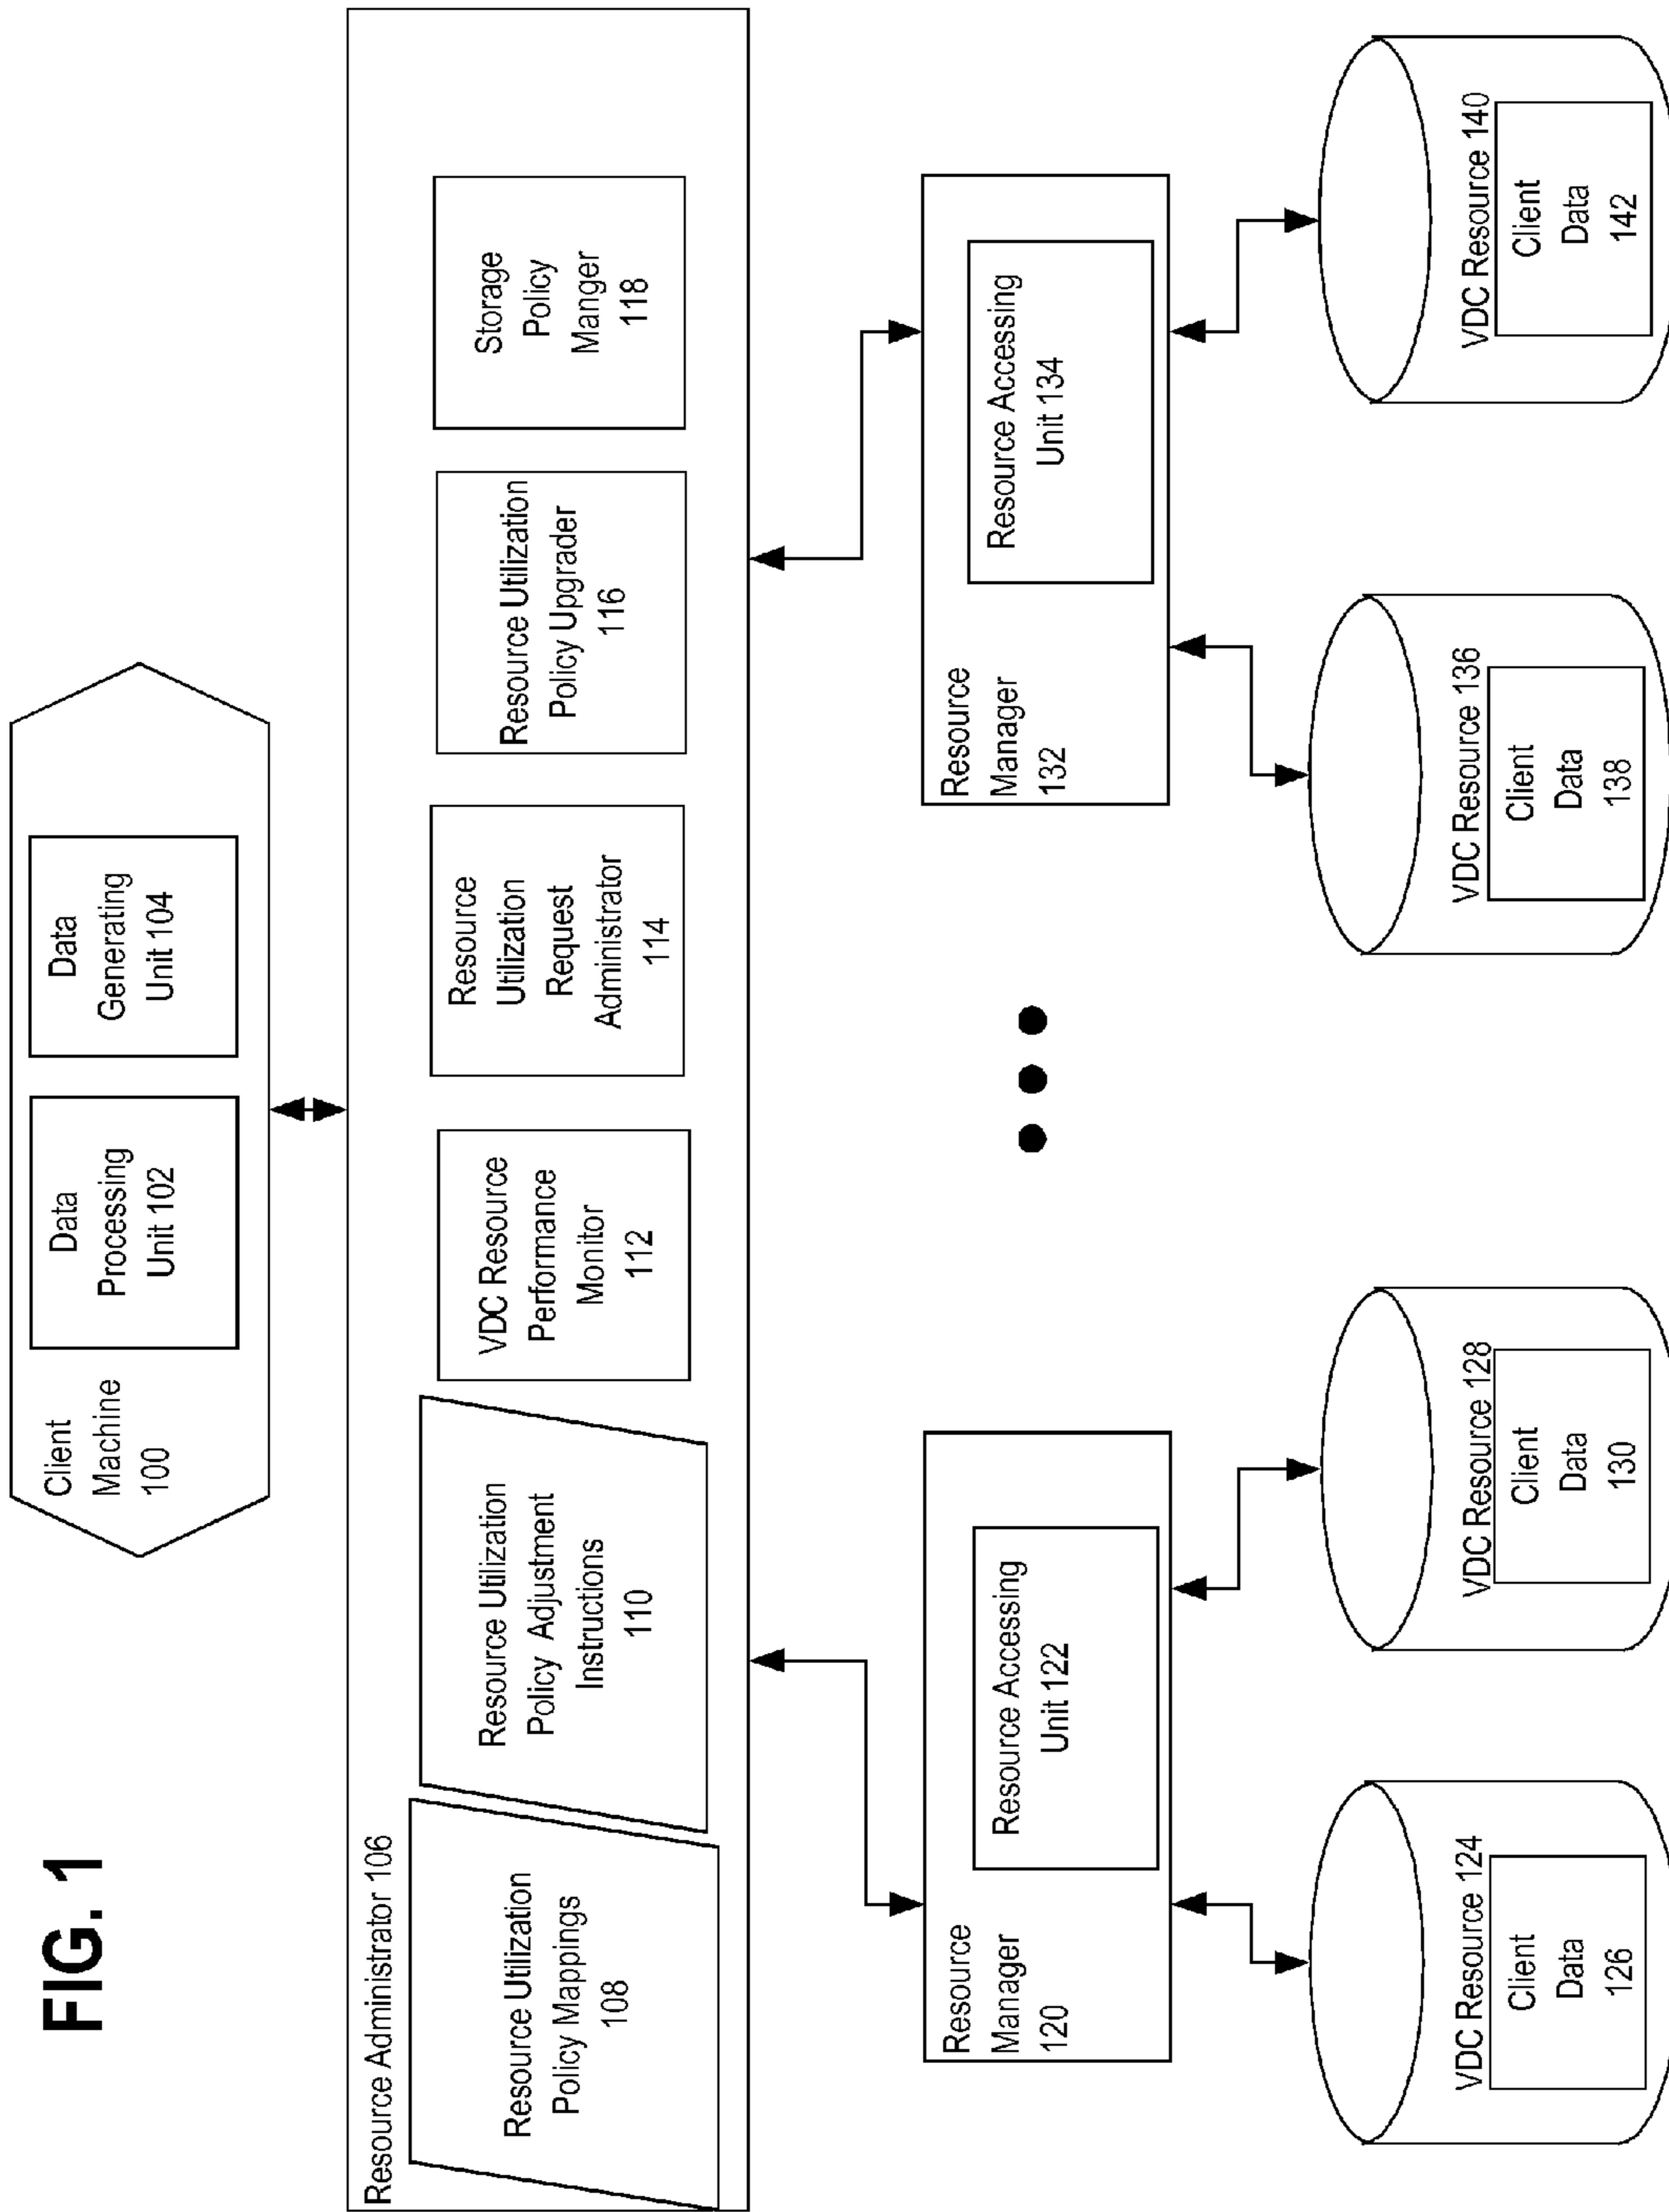 FIG. 1
Client
Machine
100
Data
Processing
Unit 102
Data
Generating
Unit 104
Resource Administrator 106
Resource Utilization
Policy Mappings
108
Resource Utilization
Policy Adjustment
Instructions
110
VDC Resource
Performance
Monitor
112
Resource
Utilization
Request
Administrator
114
Resource Utilization
Policy Upgrader
116
Storage
Policy
Manger
118
Resource
Manager
120
Resource Accessing
Unit 122
Resource
Manager
132
Resource Accessing
Unit 134
VDC Resource 124
Client
Data
126
VDC Resource 128
Client
Data
130
VDC Resource 136
Client
Data
138
VDC Resource 140
Client
Data
142